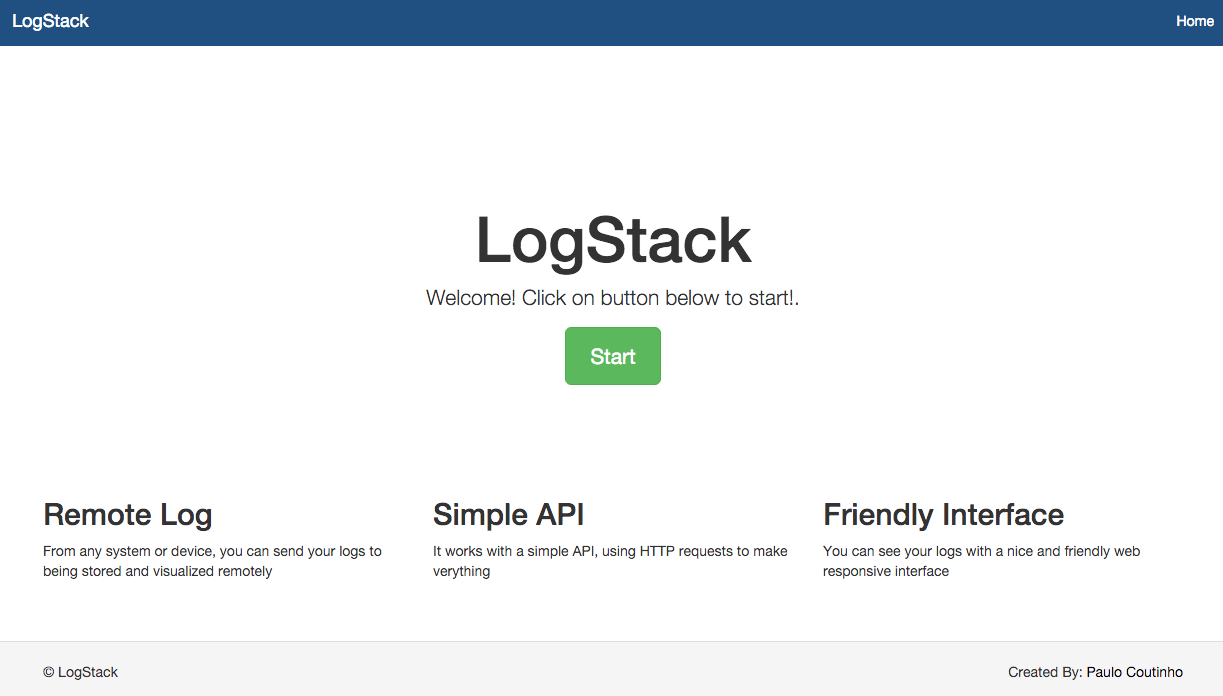 LogStack
Home
LogStack
Welcome! Click on button below to start!.
Start
Remote Log
From any system or device, you can send your logs to
being stored and visualized remotely
Simple API
It works with a simple API, using HTTP requests to make
verything
Friendly Interface
You can see your logs with a nice and friendly web
responsive interface
© LogStack
Created By: Paulo Coutinho